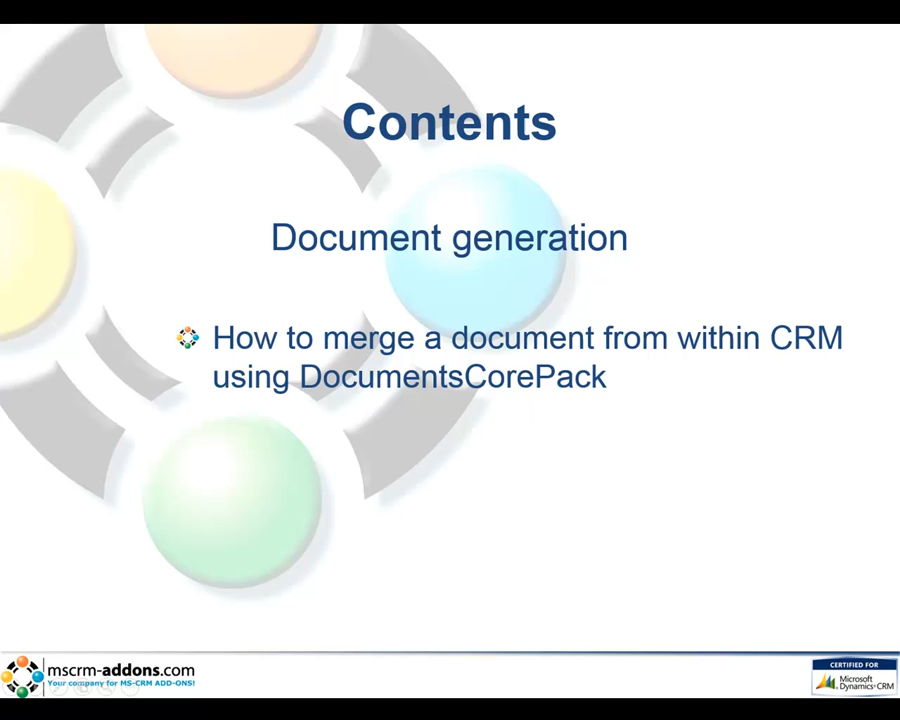 Contents
Document generation
How to merge a document from within CRM
using DocumentsCorePack
mscrm-addons.com
Your company for MS-CRM ADD-ONS!
CERTIFIED FOR
Microsoft
Dynamics CRM